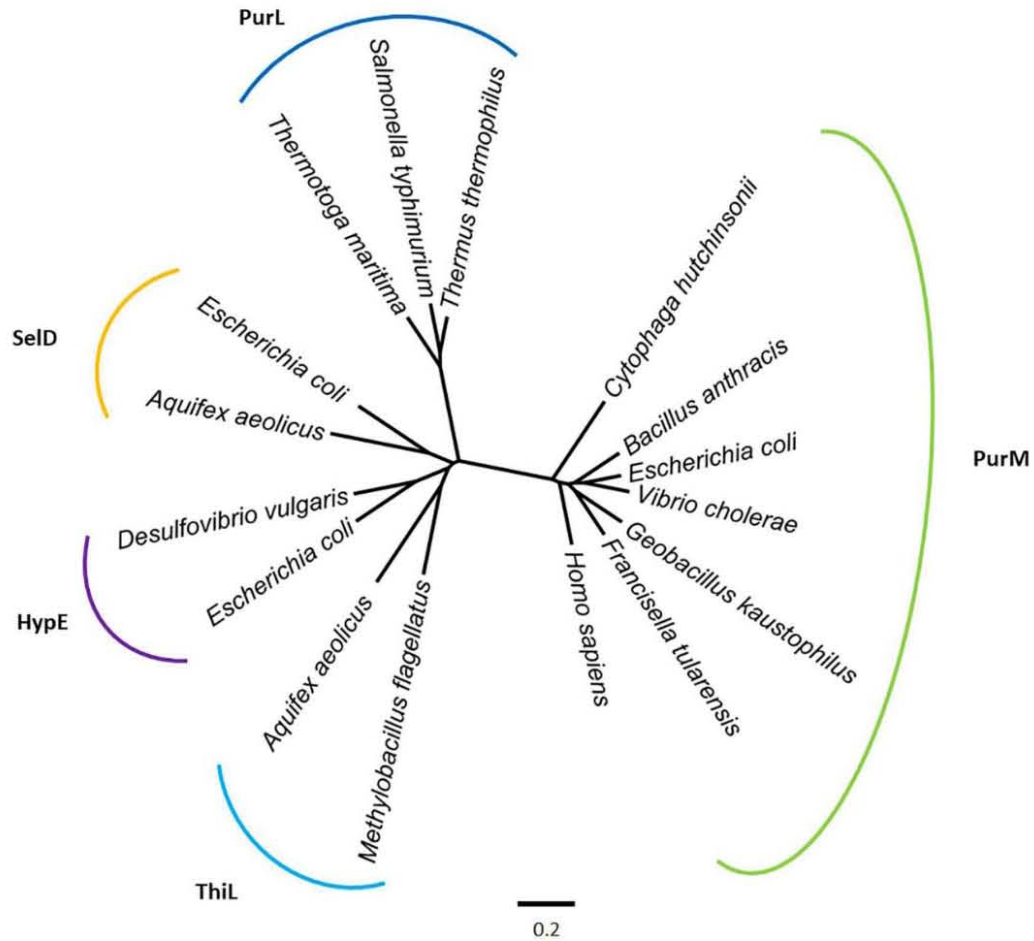 PurL
Salmonella typhimurium
Thermus thermophilus
Thermotoga maritima
Cytophaga hutchinsonii
SelD
Escherichia coli
Aquifex aeolicus
Bacillus anthracis
Escherichia coli
Vibrio cholerae
PurM
Desulfovibrio vulgaris
Escherichia coli
HypE
Geobacillus kaustophilus
Francisella tularensis
Homo sapiens
Aquifex aeolicus
Methylobacillus flagellatus
ThiL
0.2